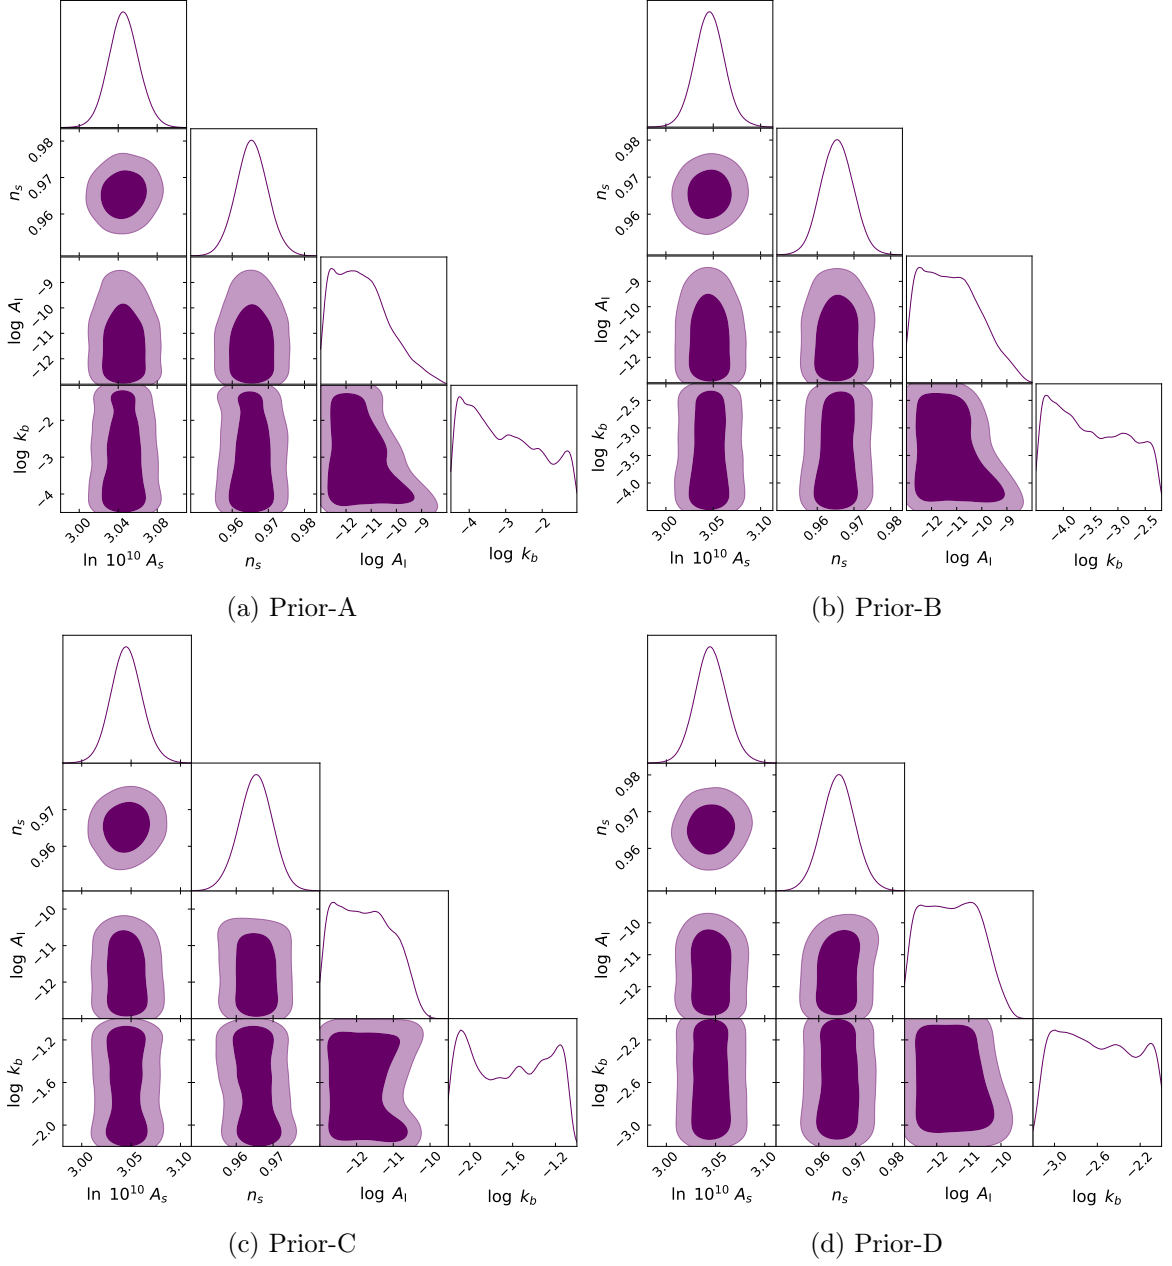 0.98
0.97
0.96
n_s
−9
−10
−11
−12
log A_I
−2
−3
−4
log k_b
3.00 3.04 3.08
0.96 0.97 0.98
−12 −11 −10 −9
−4 −3 −2
ln 10^10 A_s
n_s
log A_I
log k_b
(a) Prior-A
0.98
0.97
0.96
n_s
−9
−10
−11
−12
log A_I
−2.5
−3.0
−3.5
−4.0
log k_b
3.00 3.05 3.10
0.96 0.97 0.98
−12 −11 −10 −9
−4.0 −3.5 −3.0 −2.5
ln 10^10 A_s
n_s
log A_I
log k_b
(b) Prior-B
0.97
0.96
n_s
−10
−11
−12
log A_I
−1.2
−1.6
−2.0
log k_b
3.00 3.05 3.10
0.96 0.97
−12 −11 −10
−2.0 −1.6 −1.2
ln 10^10 A_s
n_s
log A_I
log k_b
(c) Prior-C
0.98
0.97
0.96
n_s
−10
−11
−12
log A_I
−2.2
−2.6
−3.0
log k_b
3.00 3.05 3.10
0.96 0.97 0.98
−12 −11 −10
−3.0 −2.6 −2.2
ln 10^10 A_s
n_s
log A_I
log k_b
(d) Prior-D